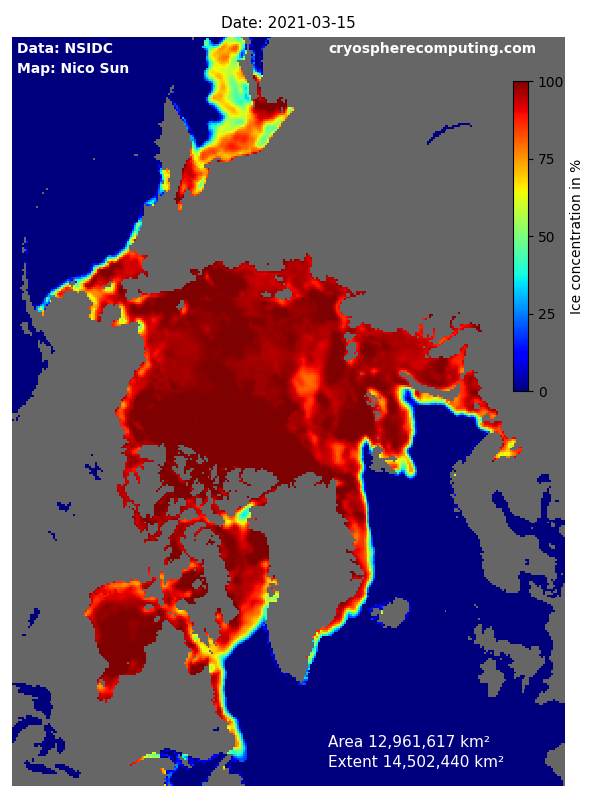 Date: 2021-03-15
Data: NSIDC
Map: Nico Sun
cryospherecomputing.com
100
75
50
25
0
Ice concentration in %
Area 12,961,617 km²
Extent 14,502,440 km²